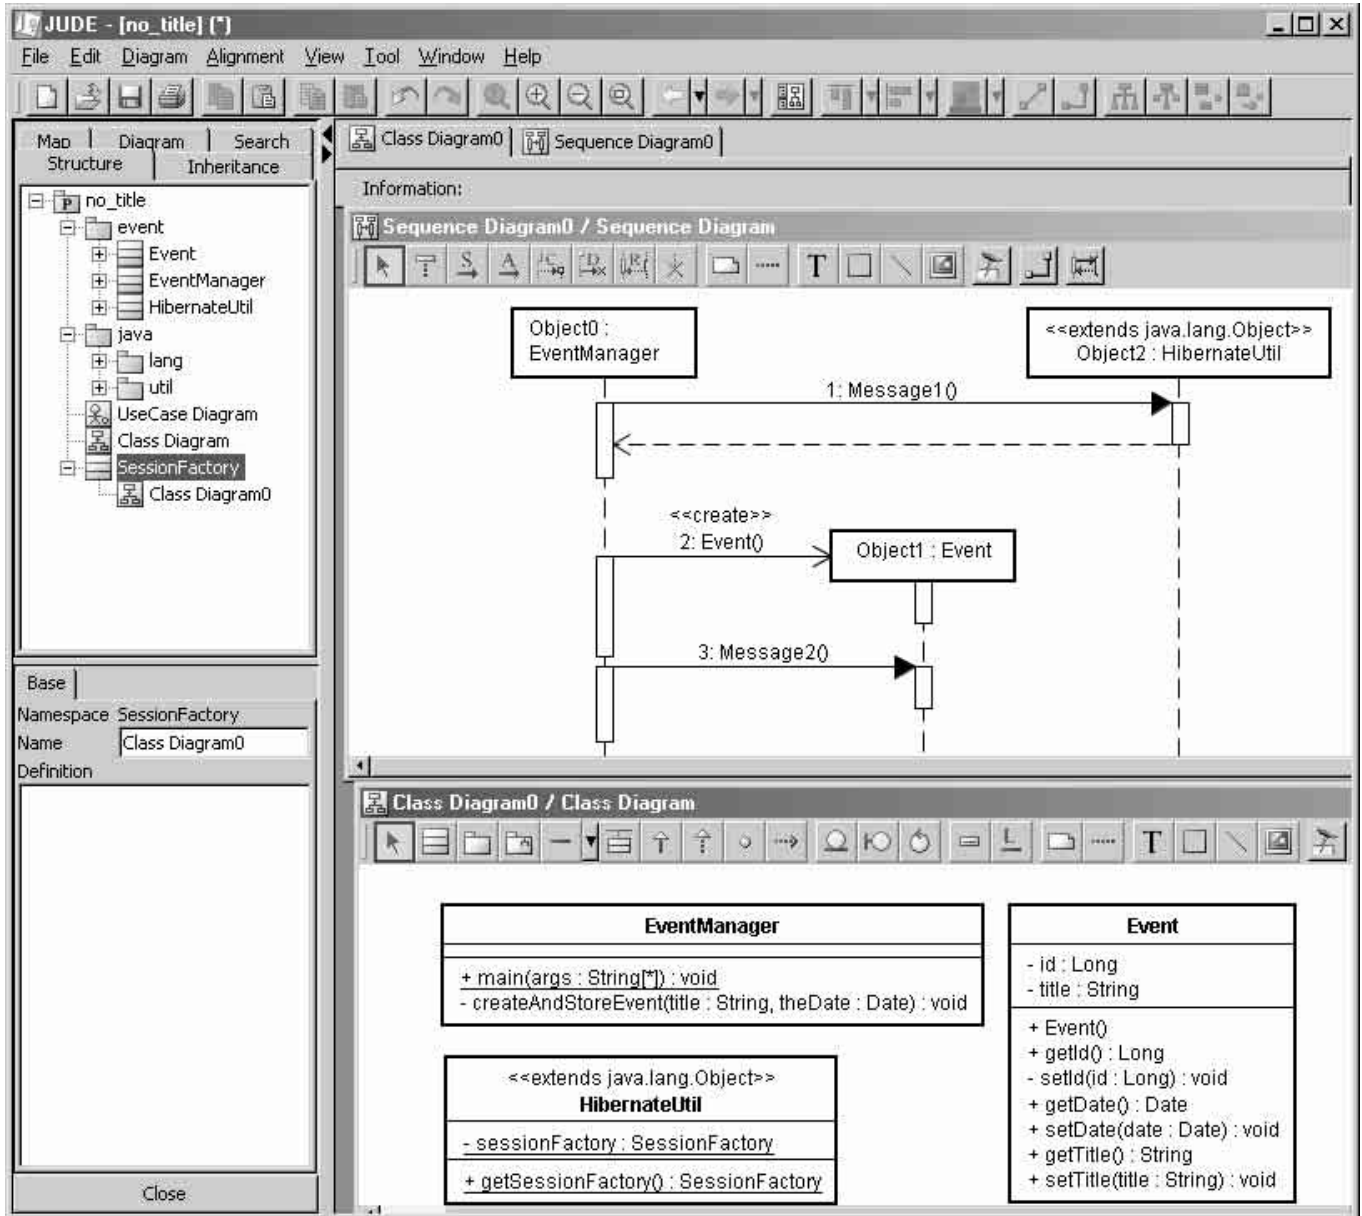 JUDE - [no_title] (*)
File Edit Diagram Alignment View Tool Window Help
Map Diagram Search
Structure Inheritance
no_title
event
Event
EventManager
HibernateUtil
java
lang
util
UseCase Diagram
Class Diagram
SessionFactory
Class Diagram0
Base
Namespace SessionFactory
Name Class Diagram0
Definition
Close
Class Diagram0 Sequence Diagram0
Information:
Sequence Diagram0 / Sequence Diagram
S A C D R T
Object0 :
EventManager
<<extends java.lang.Object>>
Object2 : HibernateUtil
1: Message1()
<<create>>
2: Event()
Object1 : Event
3: Message2()
Class Diagram0 / Class Diagram
L T
EventManager
+ main(args : String[*]) : void
- createAndStoreEvent(title : String, theDate : Date) : void
<<extends java.lang.Object>>
HibernateUtil
- sessionFactory : SessionFactory
+ getSessionFactory() : SessionFactory
Event
- id : Long
- title : String
+ Event()
+ getId() : Long
- setId(id : Long) : void
+ getDate() : Date
+ setDate(date : Date) : void
+ getTitle() : String
+ setTitle(title : String) : void